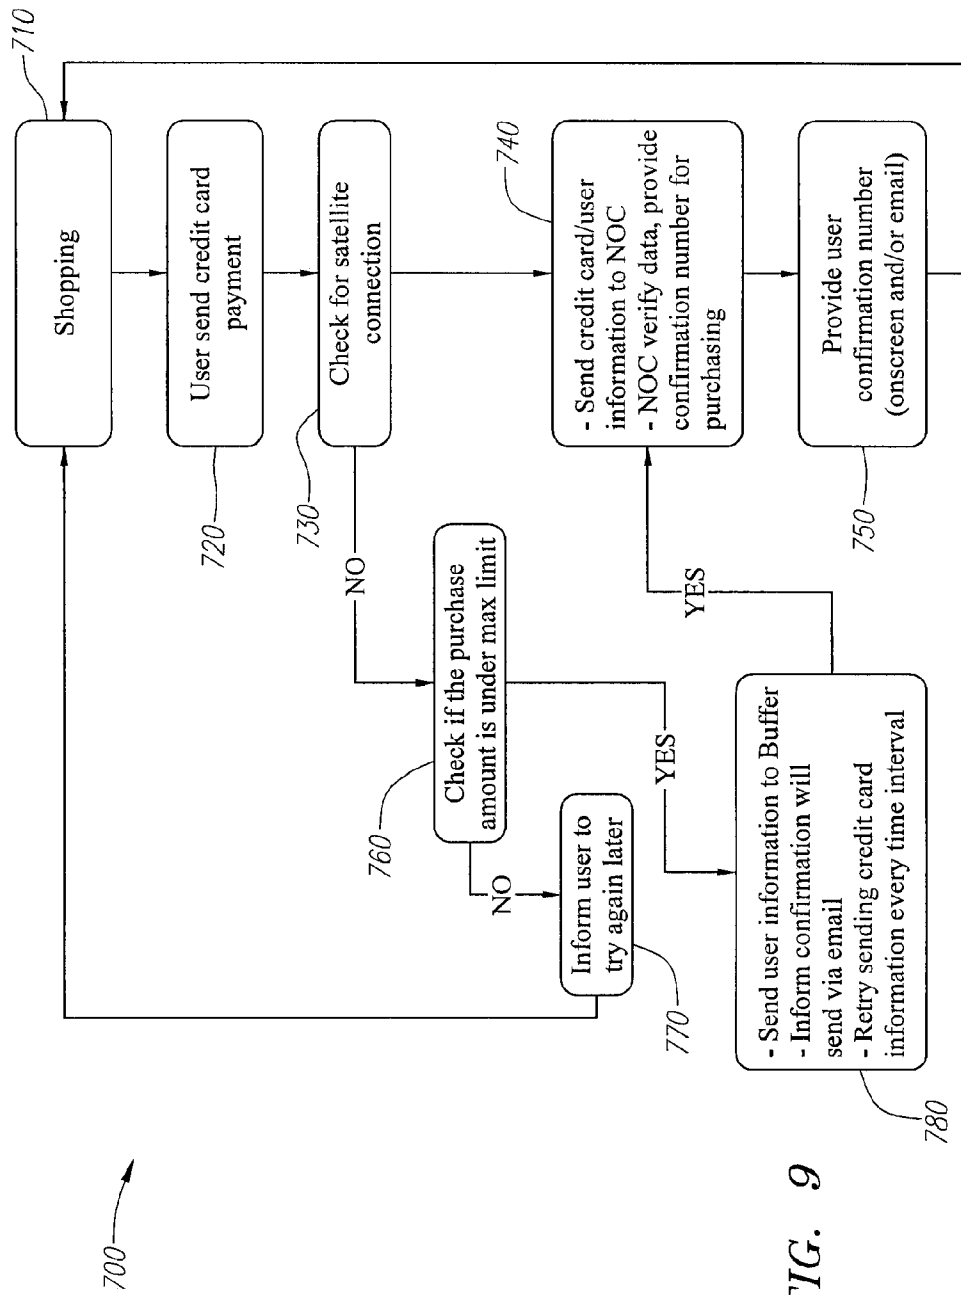 700
710
Shopping
User send credit card
payment
720
Check for satellite
connection
730
NO
Check if the purchase
amount is under max limit
760
NO
Inform user to
try again later
770
YES
- Send user information to Buffer
- Inform confirmation will
send via email
- Retry sending credit card
information every time interval
780
YES
740
- Send credit card/user
information to NOC
- NOC verify data, provide
confirmation number for
purchasing
Provide user
confirmation number
(onscreen and/or email)
750
FIG. 9